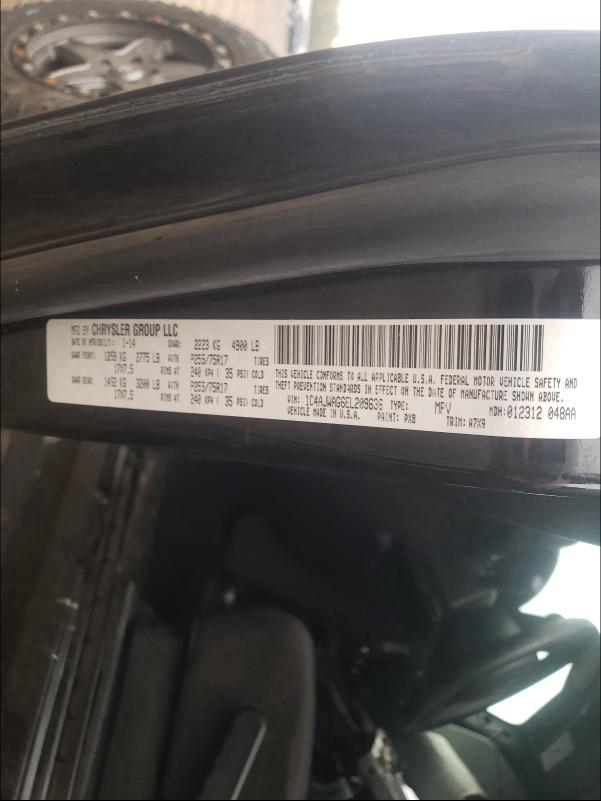 MFD BY CHRYSLER GROUP LLC
DATE OF MFR(BUILT): 1-14 GVWR: 2223 KG 4900 LB
GAWR FRONT: 1259 KG 2775 LB WITH P255/75R17 TIRES
17X7.5 RIMS AT 240 KPA ( 35 PSI) COLD
GAWR REAR: 1452 KG 3200 LB WITH P255/75R17 TIRES
17X7.5 RIMS AT 240 KPA ( 35 PSI) COLD
THIS VEHICLE CONFORMS TO ALL APPLICABLE U.S.A. FEDERAL MOTOR VEHICLE SAFETY AND
THEFT PREVENTION STANDARDS IN EFFECT ON THE DATE OF MANUFACTURE SHOWN ABOVE.
VIN: 1C4AJWAG6EL209636 TYPE: MPV MDH: 012312 048AA
VEHICLE MADE IN U.S.A. PAINT: PX8 TRIM: A7X9